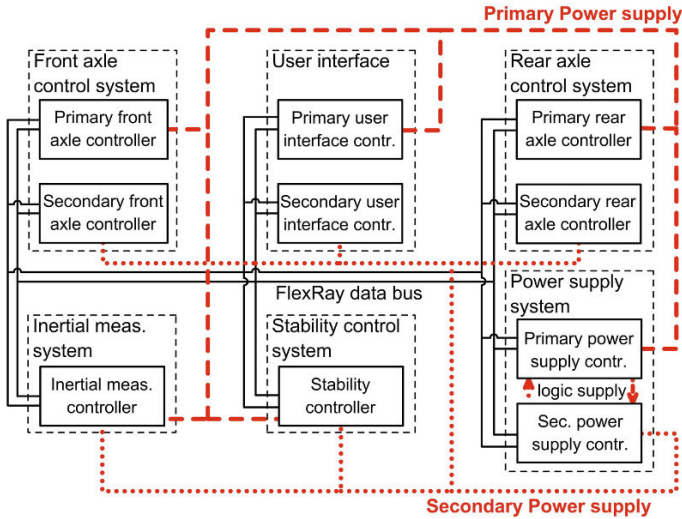 Primary Power supply
Front axle
control system
Primary front
axle controller
Secondary front
axle controller
User interface
Primary user
interface contr.
Secondary user
interface contr.
Rear axle
control system
Primary rear
axle controller
Secondary rear
axle controller
FlexRay data bus
Inertial meas.
system
Inertial meas.
controller
Stability control
system
Stability
controller
Power supply
system
Primary power
supply contr.
logic supply
Sec. power
supply contr.
Secondary Power supply